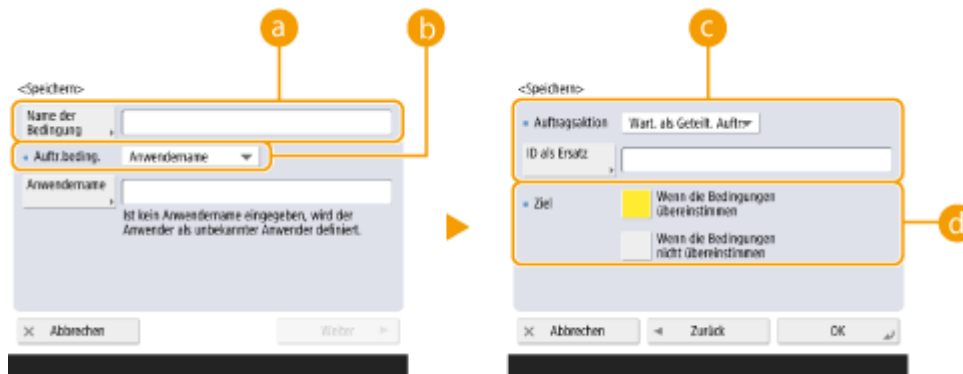 a
b
<Speichern>
Name der
Bedingung
Auftr.beding.
Anwendername
Anwendername
Ist kein Anwendername eingegeben, wird der
Anwender als unbekannter Anwender definiert.
Abbrechen
Weiter
c
<Speichern>
Auftragsaktion
Wart. als Geteilt. Auftr
ID als Ersatz
Ziel
Wenn die Bedingungen
übereinstimmen
Wenn die Bedingungen
nicht übereinstimmen
d
Abbrechen
Zurück
OK